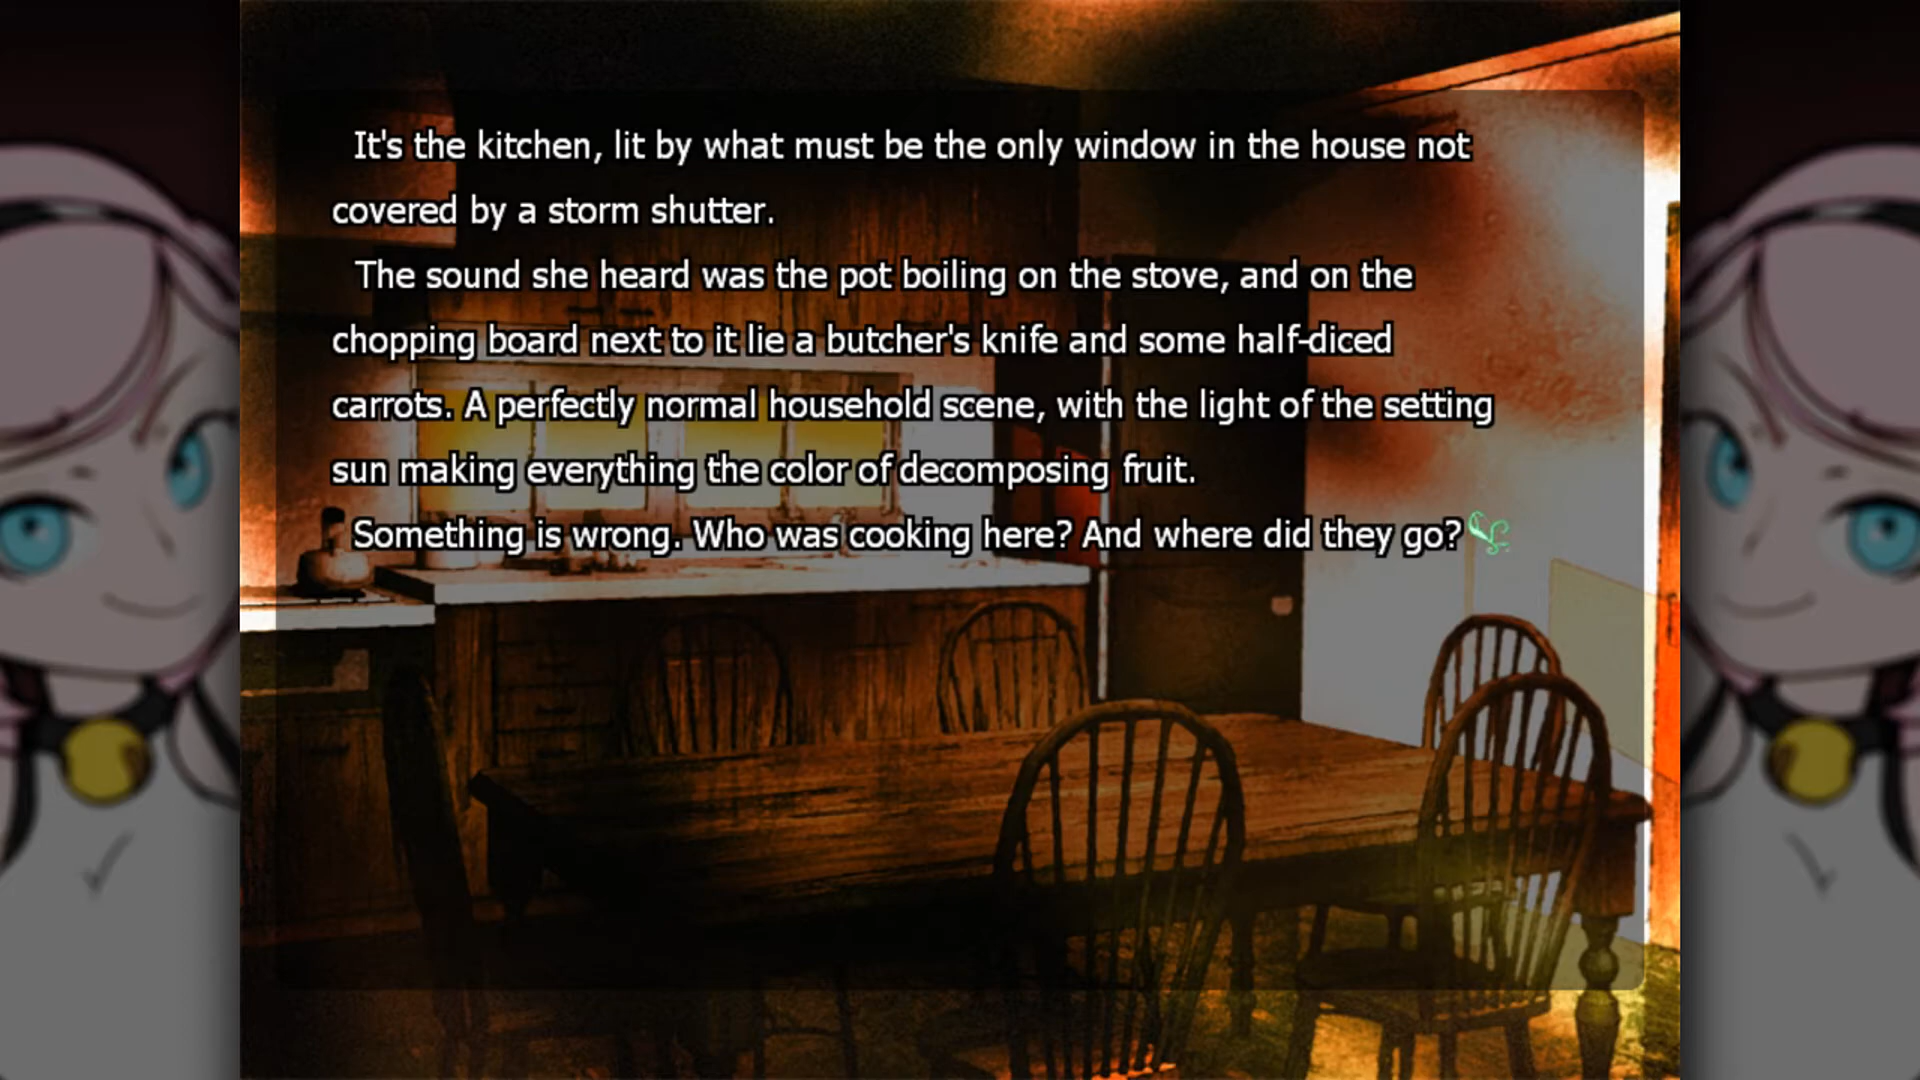 It's the kitchen, lit by what must be the only window in the house not
covered by a storm shutter.
The sound she heard was the pot boiling on the stove, and on the
chopping board next to it lie a butcher's knife and some half-diced
carrots. A perfectly normal household scene, with the light of the setting
sun making everything the color of decomposing fruit.
Something is wrong. Who was cooking here? And where did they go?